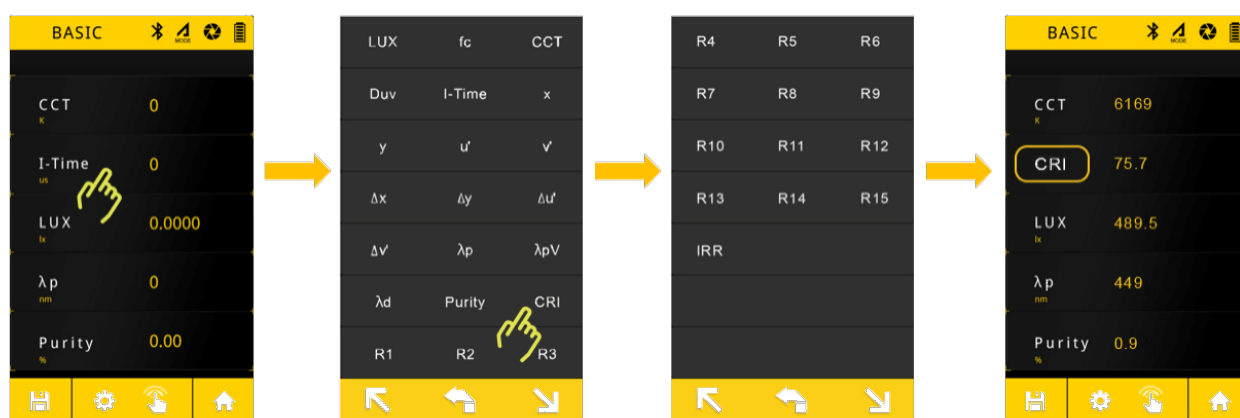 BASIC
MODE
CCT 0
K
I-Time 0
us
LUX 0.0000
lx
λp 0
nm
Purity 0.00
%
LUX fc CCT
Duv I-Time x
y u' v'
Δx Δy Δu'
Δv' λp λpV
λd Purity CRI
R1 R2 R3
R4 R5 R6
R7 R8 R9
R10 R11 R12
R13 R14 R15
IRR
BASIC
MODE
CCT 6169
K
CRI 75.7
LUX 489.5
lx
λp 449
nm
Purity 0.9
%